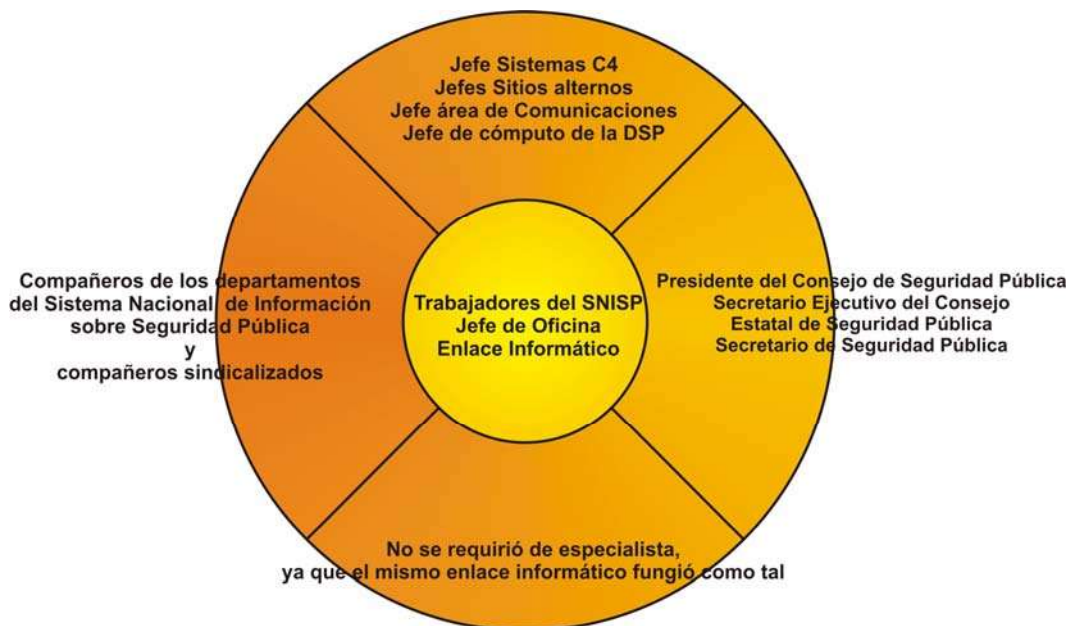 Jefe Sistemas C4
Jefes Sitios alternos
Jefe área de Comunicaciones
Jefe de cómputo de la DSP
Compañeros de los departamentos
del Sistema Nacional de Información
sobre Seguridad Pública
y
compañeros sindicalizados
Trabajadores del SNISP
Jefe de Oficina
Enlace Informático
Presidente del Consejo de Seguridad Pública
Secretario Ejecutivo del Consejo
Estatal de Seguridad Pública
Secretario de Seguridad Pública
No se requirió de especialista,
ya que el mismo enlace informático fungió como tal